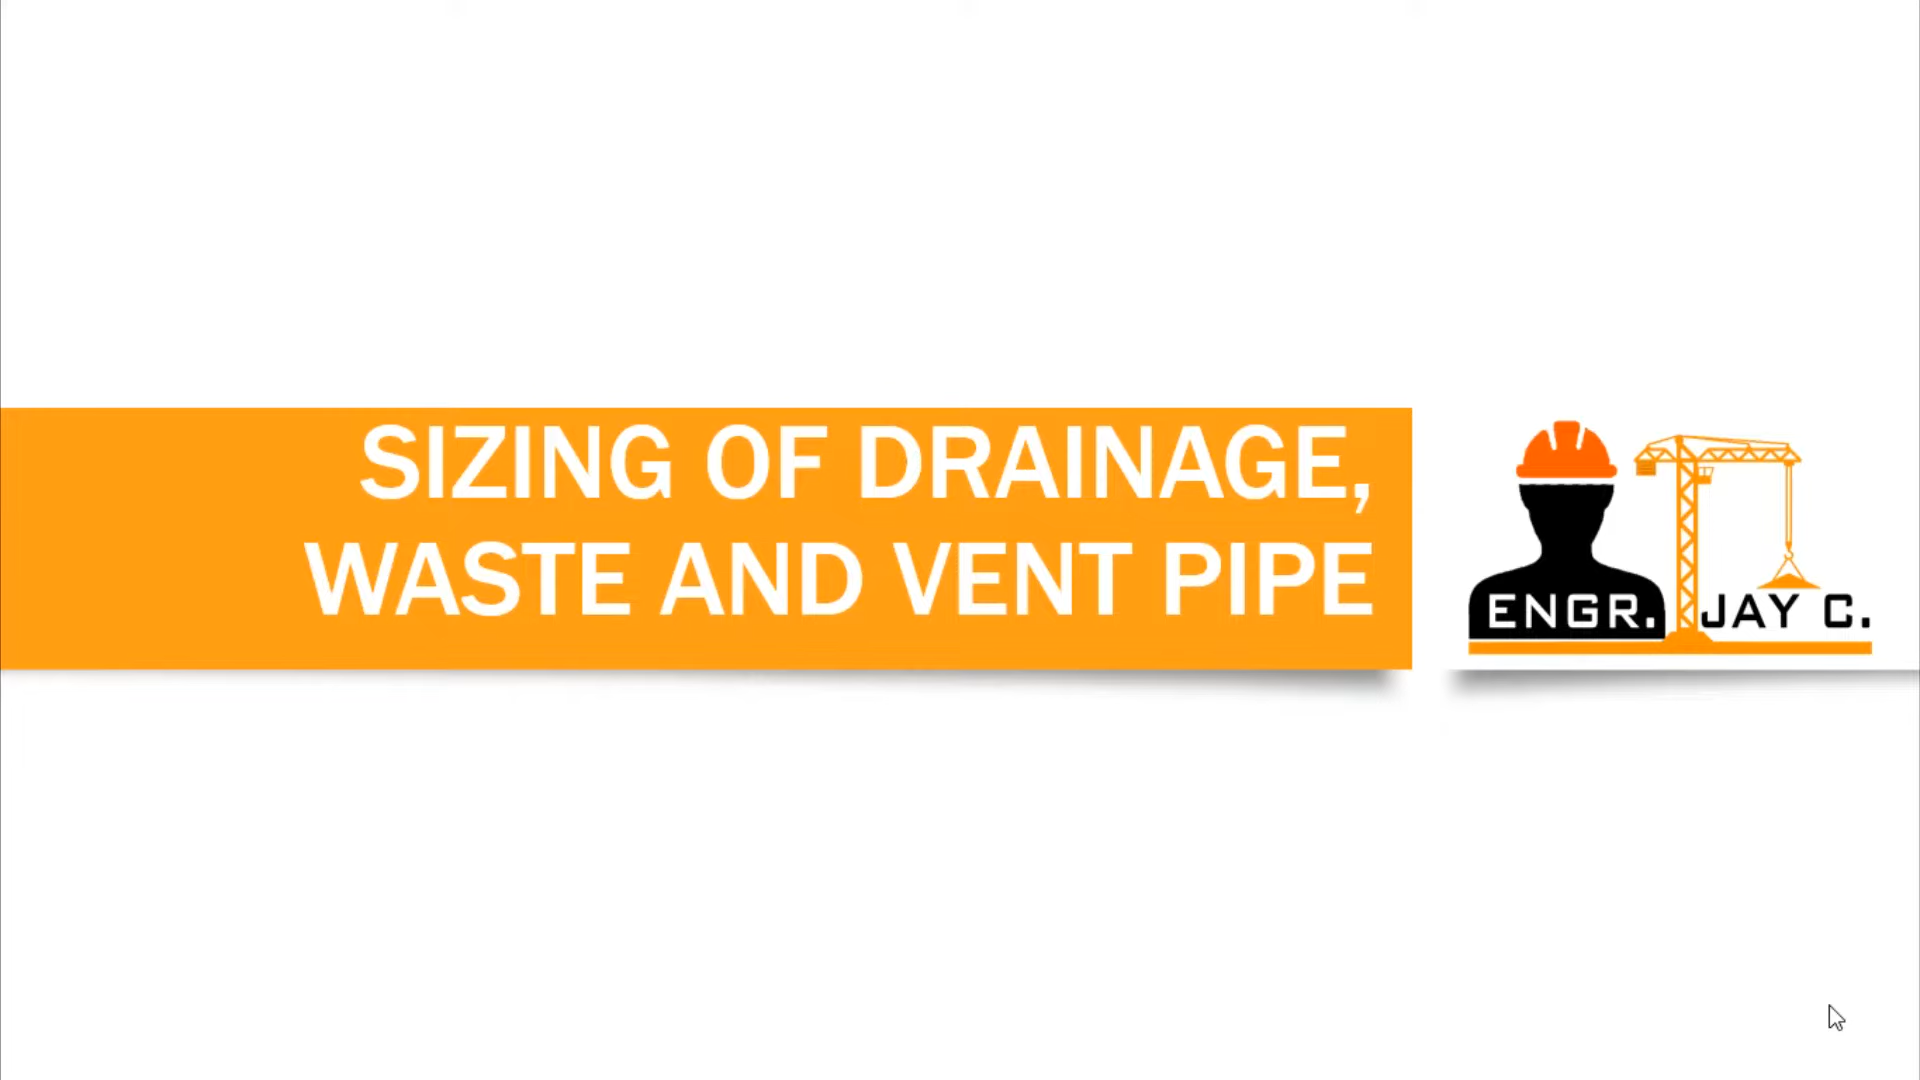 SIZING OF DRAINAGE,
WASTE AND VENT PIPE
ENGR. JAY C.